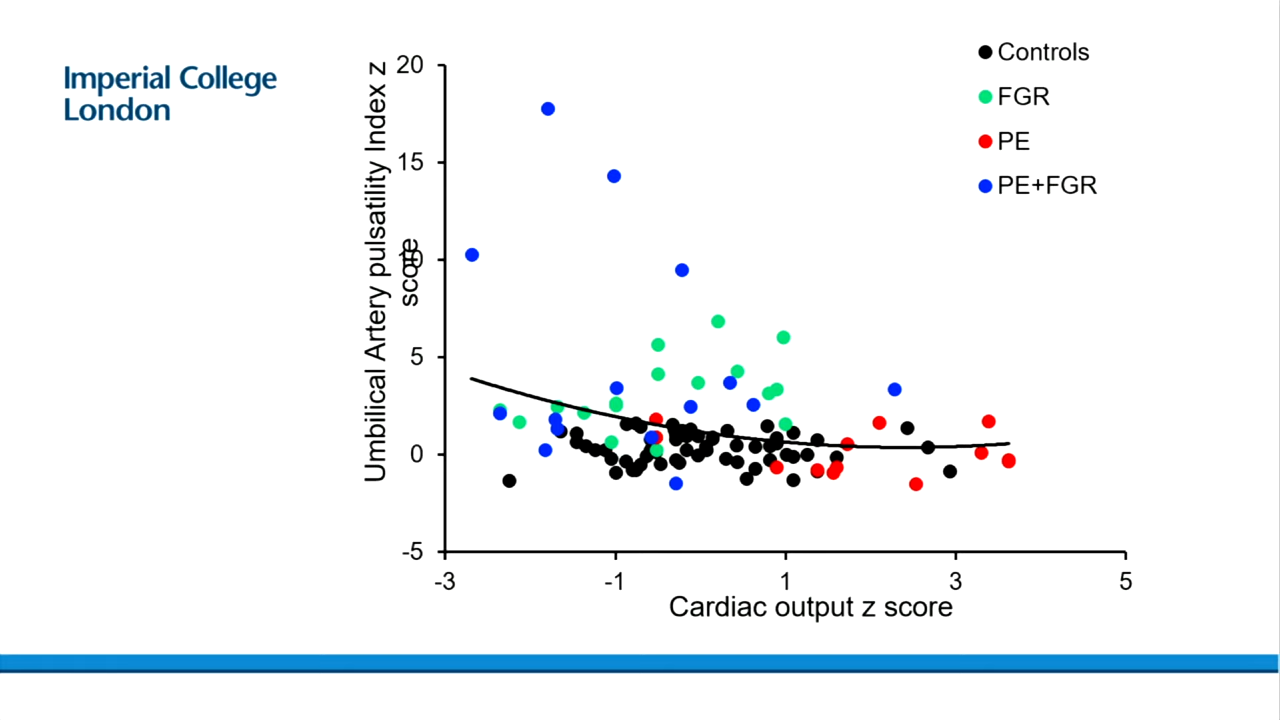 Imperial College
London
Umbilical Artery pulsatility Index z
score
20
15
10
5
0
-5
-3
-1
1
3
5
Cardiac output z score
Controls
FGR
PE
PE+FGR